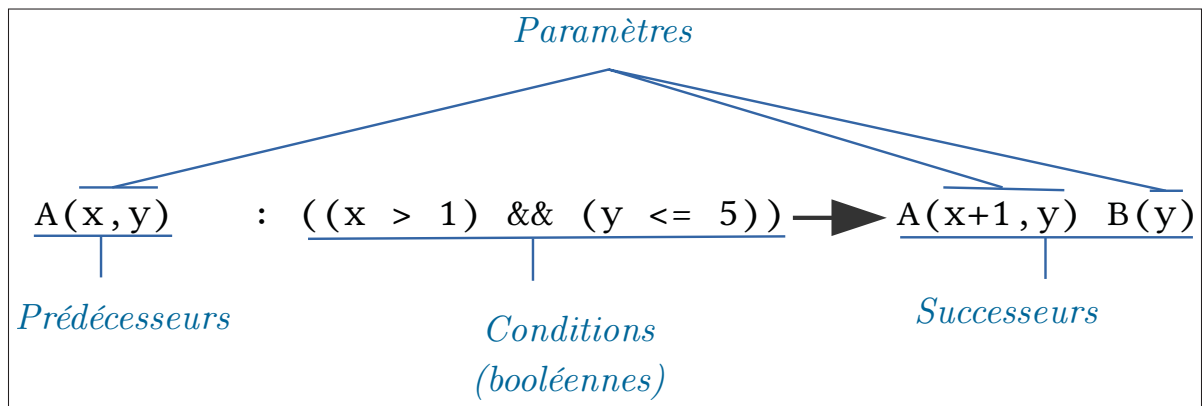 Paramètres
A(x,y) : ((x > 1) && (y <= 5)) A(x+1,y) B(y)
Prédécesseurs
Conditions
(booléennes)
Successeurs